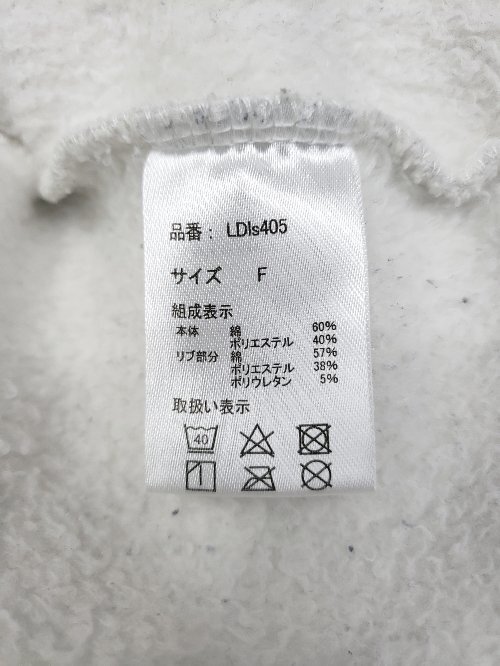 品番： LDIs405
サイズ F
組成表示
本体 綿 60%
ポリエステル 40%
リブ部分 綿 57%
ポリエステル 38%
ポリウレタン 5%
取扱い表示
40